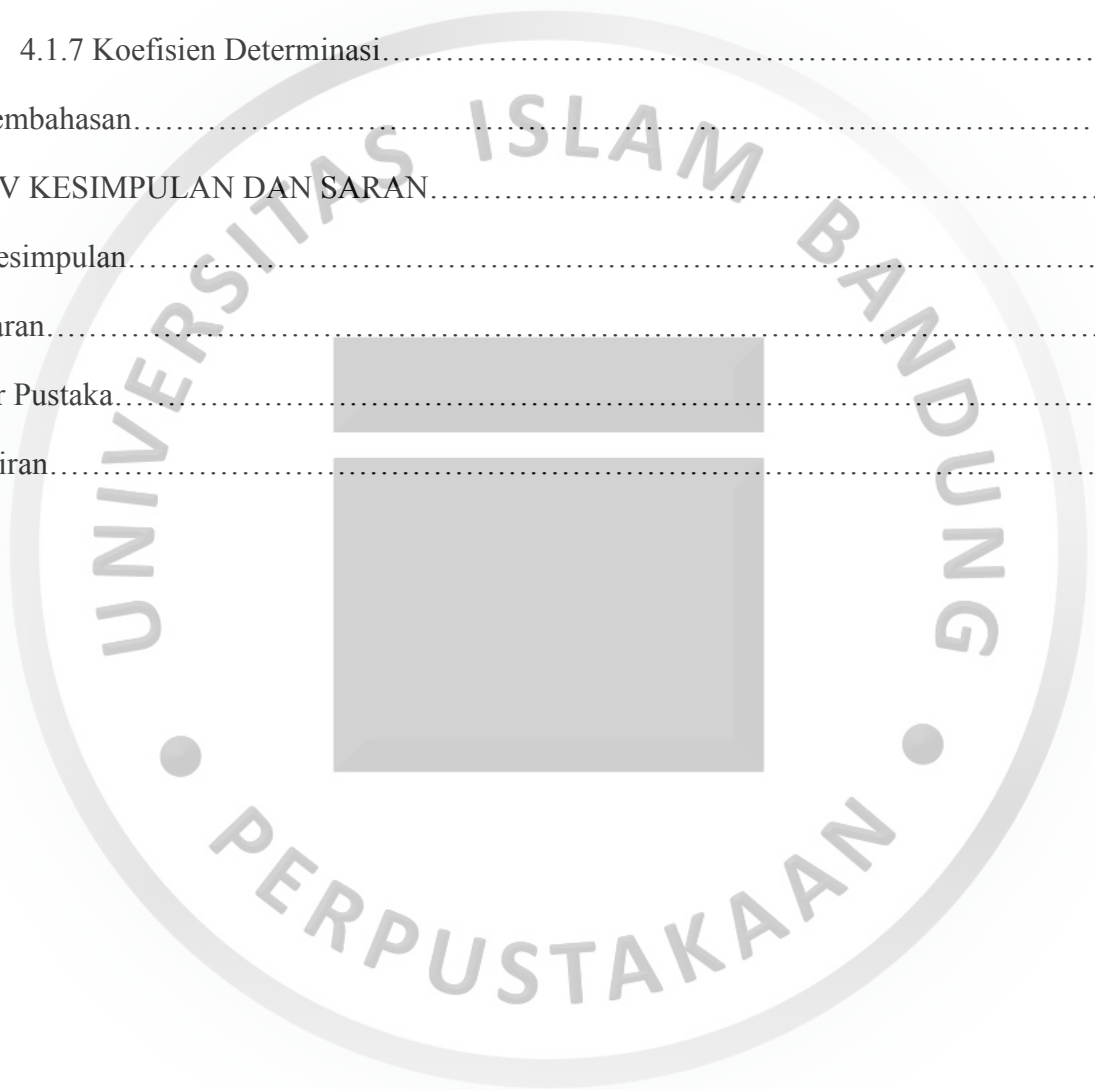 4.1.7 Koefisien Determinasi……………………………………………………………
embahasan……………………………………………………………………………
V KESIMPULAN DAN SARAN………………………………………………………
esimpulan……………………………………………………………………………
aran……………………………………………………………………………………
r Pustaka………………………………………………………………………………
iran……………………………………………………………………………………
UNIVERSITAS ISLAM BANDUNG
PERPUSTAKAAN